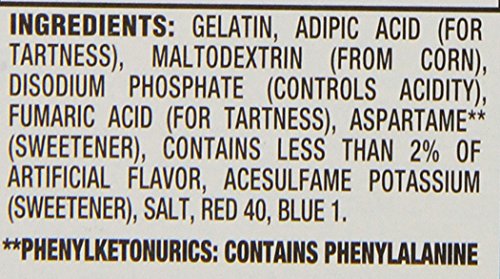 INGREDIENTS: GELATIN, ADIPIC ACID (FOR
TARTNESS), MALTODEXTRIN (FROM CORN),
DISODIUM PHOSPHATE (CONTROLS ACIDITY),
FUMARIC ACID (FOR TARTNESS), ASPARTAME**
(SWEETENER), CONTAINS LESS THAN 2% OF
ARTIFICIAL FLAVOR, ACESULFAME POTASSIUM
(SWEETENER), SALT, RED 40, BLUE 1.
**PHENYLKETONURICS: CONTAINS PHENYLALANINE